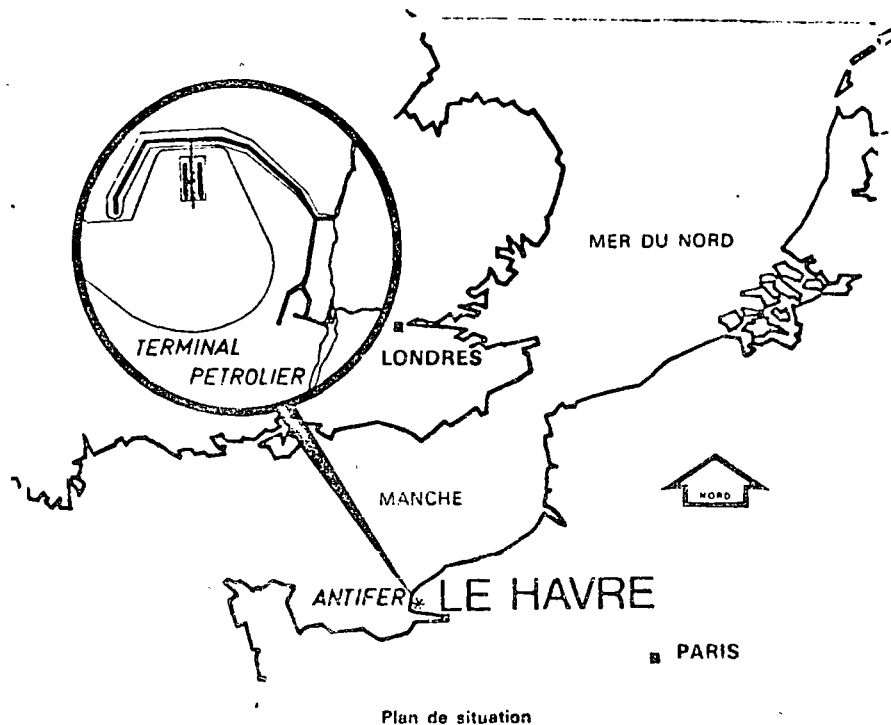 MER DU NORD
TERMINAL
PETROLIER
LONDRES
MANCHE
NORD
ANTIFER
LE HAVRE
PARIS
Plan de situation